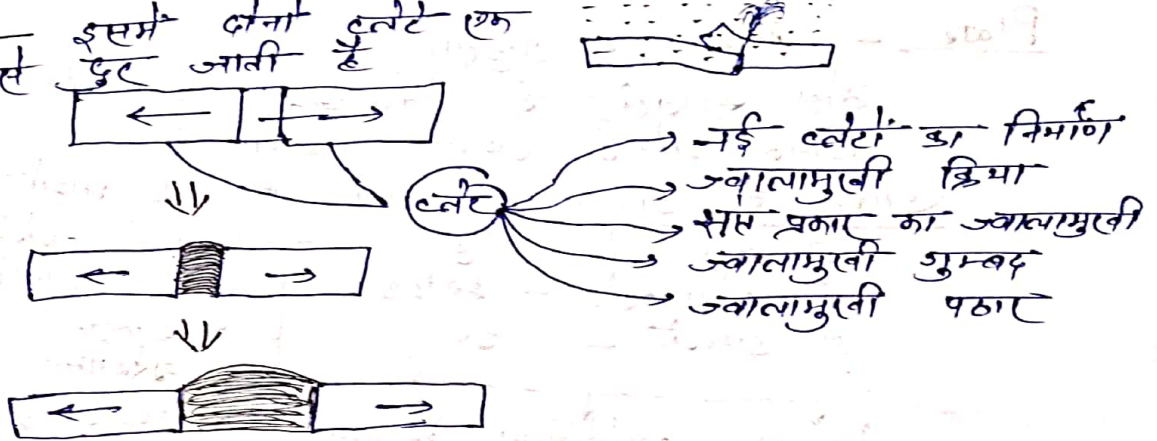 इसमें दोनों प्लेटें एक
से दुर जाती है
प्लेट
नई प्लेटों का निर्माण
ज्वालामुखी क्रिया
प्रकार का ज्वालामुखी
ज्वालामुखी गुम्बद
ज्वालामुखी पठार